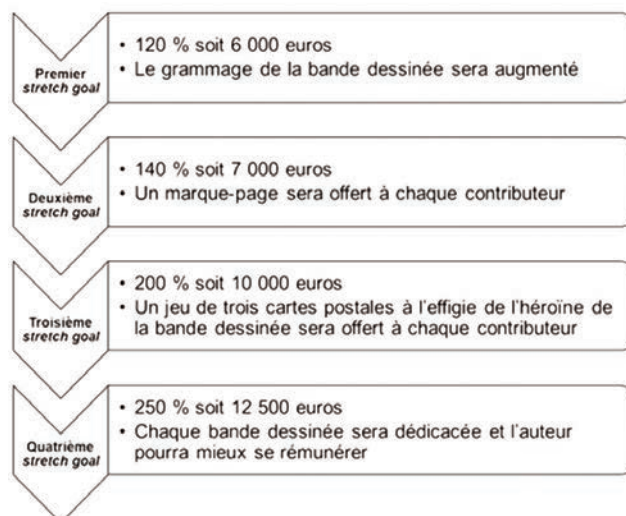 Premier
stretch goal
• 120 % soit 6 000 euros
• Le grammage de la bande dessinée sera augmenté
Deuxième
stretch goal
• 140 % soit 7 000 euros
• Un marque-page sera offert à chaque contributeur
Troisième
stretch goal
• 200 % soit 10 000 euros
• Un jeu de trois cartes postales à l'effigie de l'héroïne de
la bande dessinée sera offert à chaque contributeur
Quatrième
stretch goal
• 250 % soit 12 500 euros
• Chaque bande dessinée sera dédicacée et l'auteur
pourra mieux se rémunérer